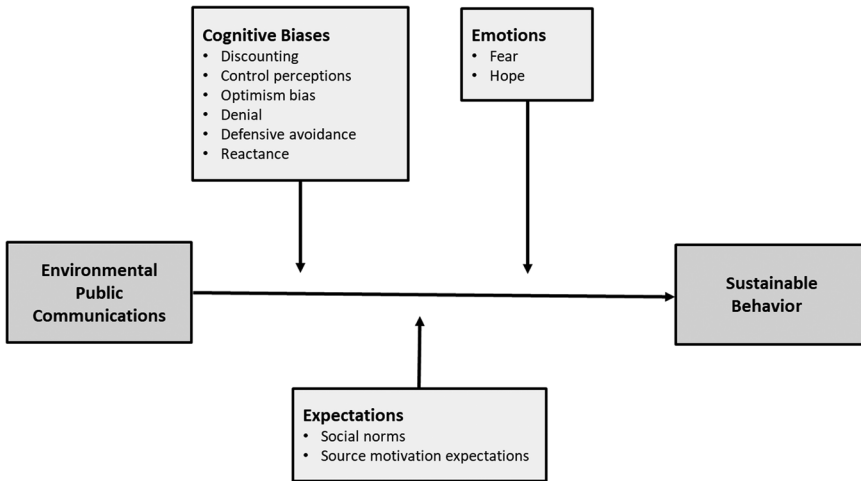 Cognitive Biases
• Discounting
• Control perceptions
• Optimism bias
• Denial
• Defensive avoidance
• Reactance
Emotions
• Fear
• Hope
Environmental
Public
Communications
Sustainable
Behavior
Expectations
• Social norms
• Source motivation expectations